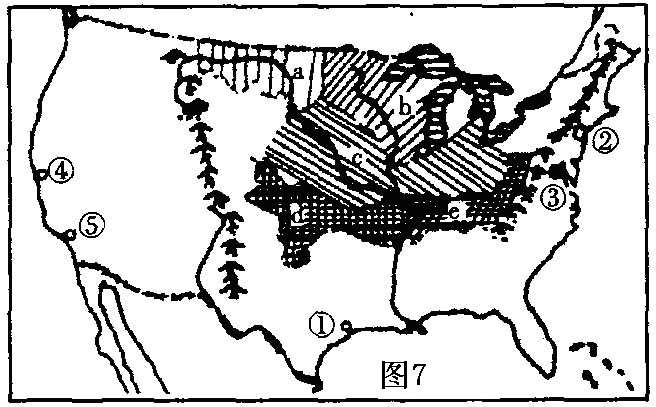 a
b
②
④
c
③
⑤
d
e
①
图7